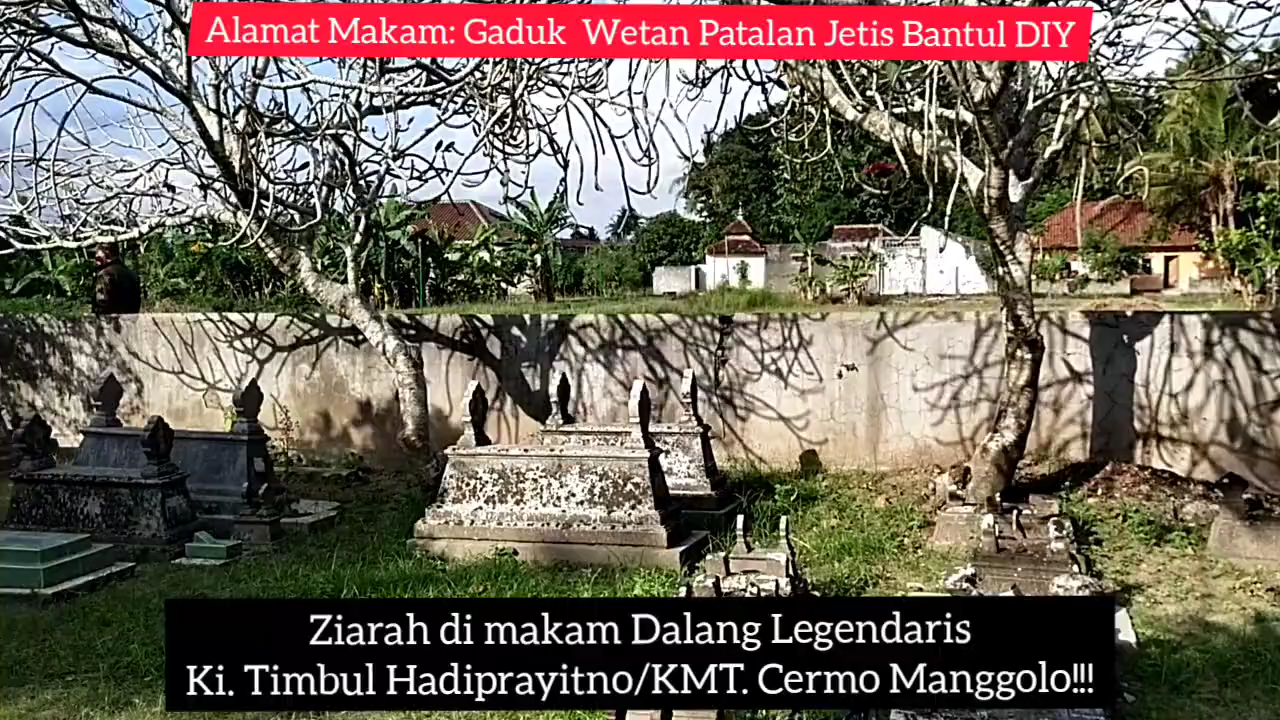 Alamat Makam: Gaduk Wetan Patalan Jetis Bantul DIY
Ziarah di makam Dalang Legendaris
Ki. Timbul Hadiprayitno/KMT. Cermo Manggolo!!!